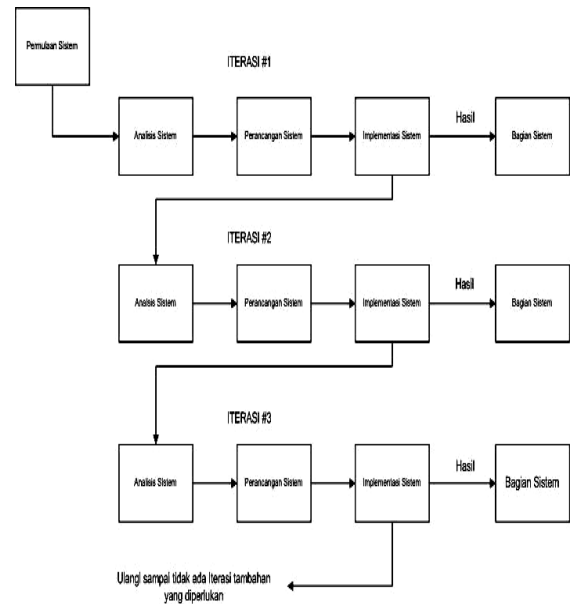 Permulaan Sistem
ITERASI #1
Analisis Sistem
Perancangan Sistem
Implementasi Sistem
Hasil
Bagian Sistem
ITERASI #2
Analisis Sistem
Perancangan Sistem
Implementasi Sistem
Hasil
Bagian Sistem
ITERASI #3
Analisis Sistem
Perancangan Sistem
Implementasi Sistem
Hasil
Bagian Sistem
Ulangi sampai tidak ada Iterasi tambahan
yang diperlukan